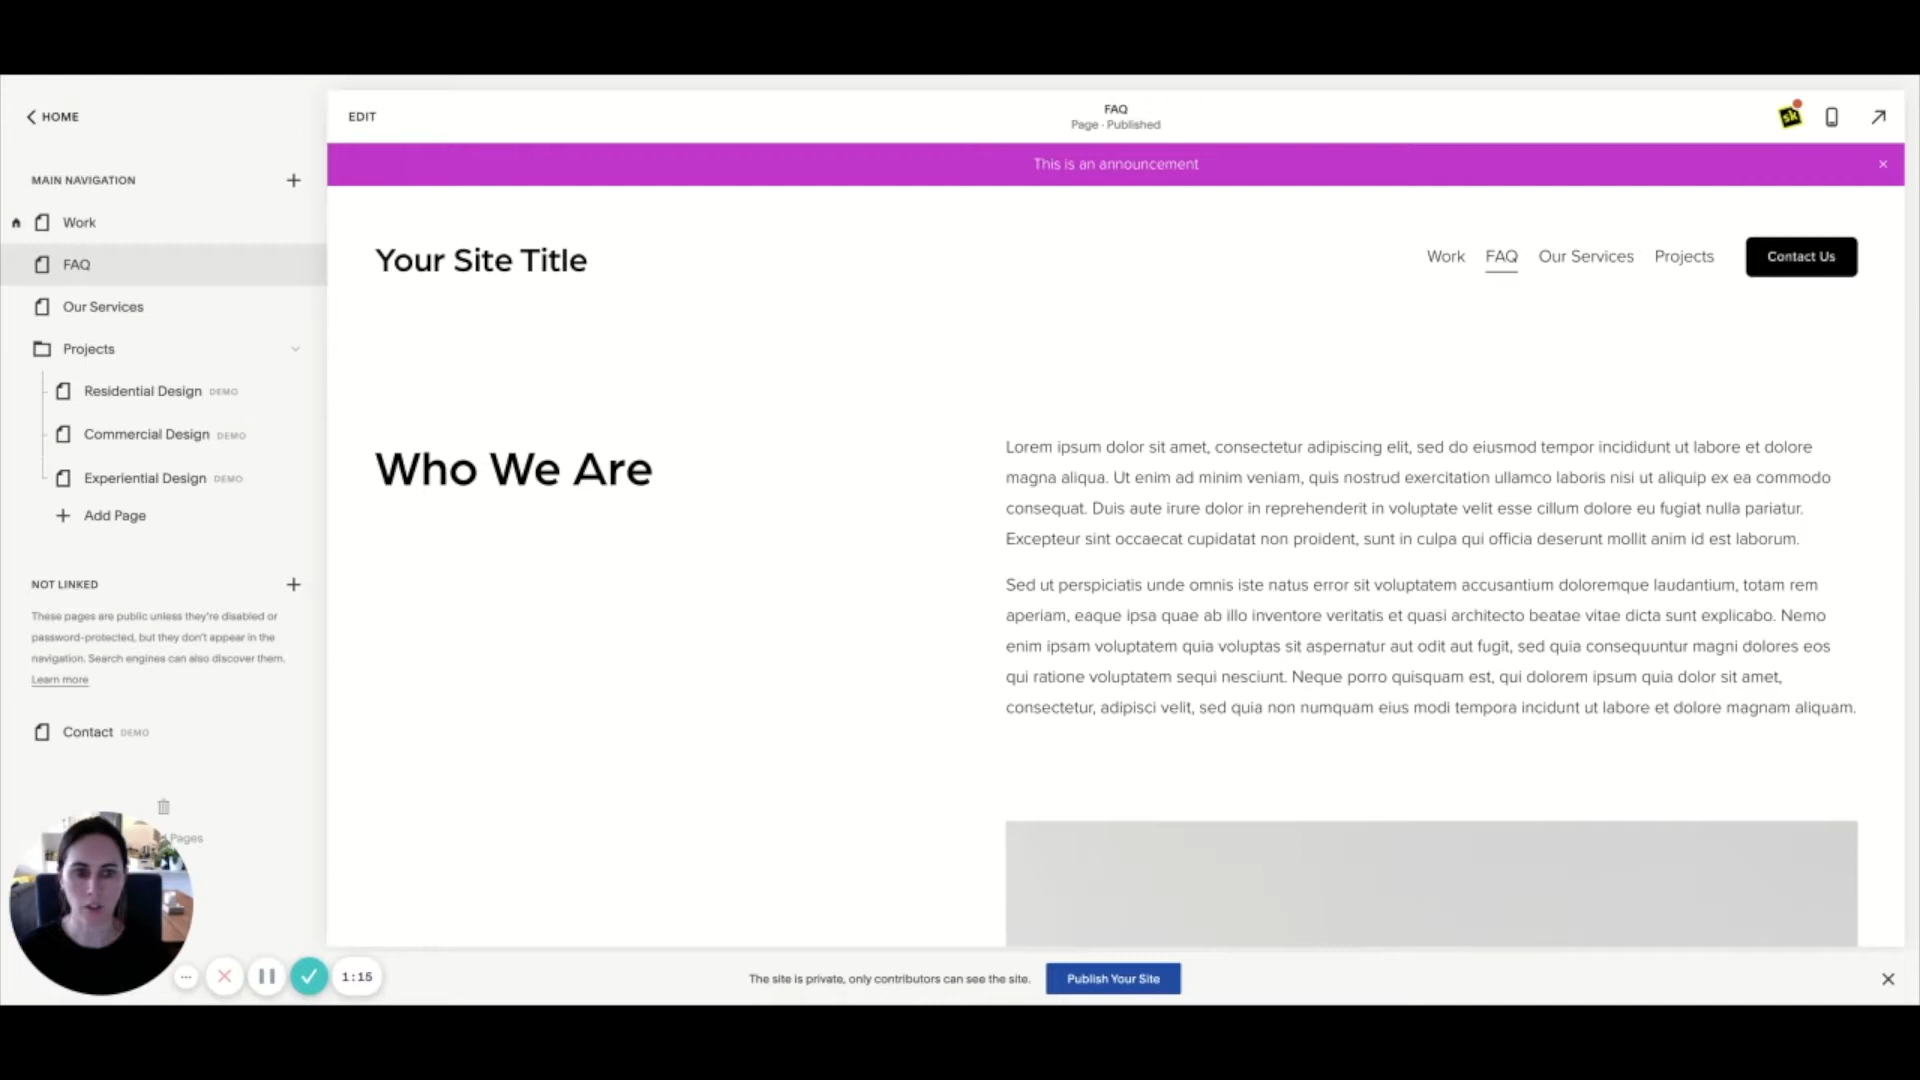 HOME
MAIN NAVIGATION
Work
FAQ
Our Services
Projects
Residential Design DEMO
Commercial Design DEMO
Experiential Design DEMO
Add Page
NOT LINKED
These pages are public unless they're disabled or
password-protected, but they don't appear in the
navigation. Search engines can also discover them.
Learn more
Contact DEMO
Pages
1:15
EDIT
FAQ
Page · Published
sk
This is an announcement
Your Site Title
Work FAQ Our Services Projects Contact Us
Who We Are
Lorem ipsum dolor sit amet, consectetur adipiscing elit, sed do eiusmod tempor incididunt ut labore et dolore
magna aliqua. Ut enim ad minim veniam, quis nostrud exercitation ullamco laboris nisi ut aliquip ex ea commodo
consequat. Duis aute irure dolor in reprehenderit in voluptate velit esse cillum dolore eu fugiat nulla pariatur.
Excepteur sint occaecat cupidatat non proident, sunt in culpa qui officia deserunt mollit anim id est laborum.
Sed ut perspiciatis unde omnis iste natus error sit voluptatem accusantium doloremque laudantium, totam rem
aperiam, eaque ipsa quae ab illo inventore veritatis et quasi architecto beatae vitae dicta sunt explicabo. Nemo
enim ipsam voluptatem quia voluptas sit aspernatur aut odit aut fugit, sed quia consequuntur magni dolores eos
qui ratione voluptatem sequi nesciunt. Neque porro quisquam est, qui dolorem ipsum quia dolor sit amet,
consectetur, adipisci velit, sed quia non numquam eius modi tempora incidunt ut labore et dolore magnam aliquam.
The site is private, only contributors can see the site. Publish Your Site